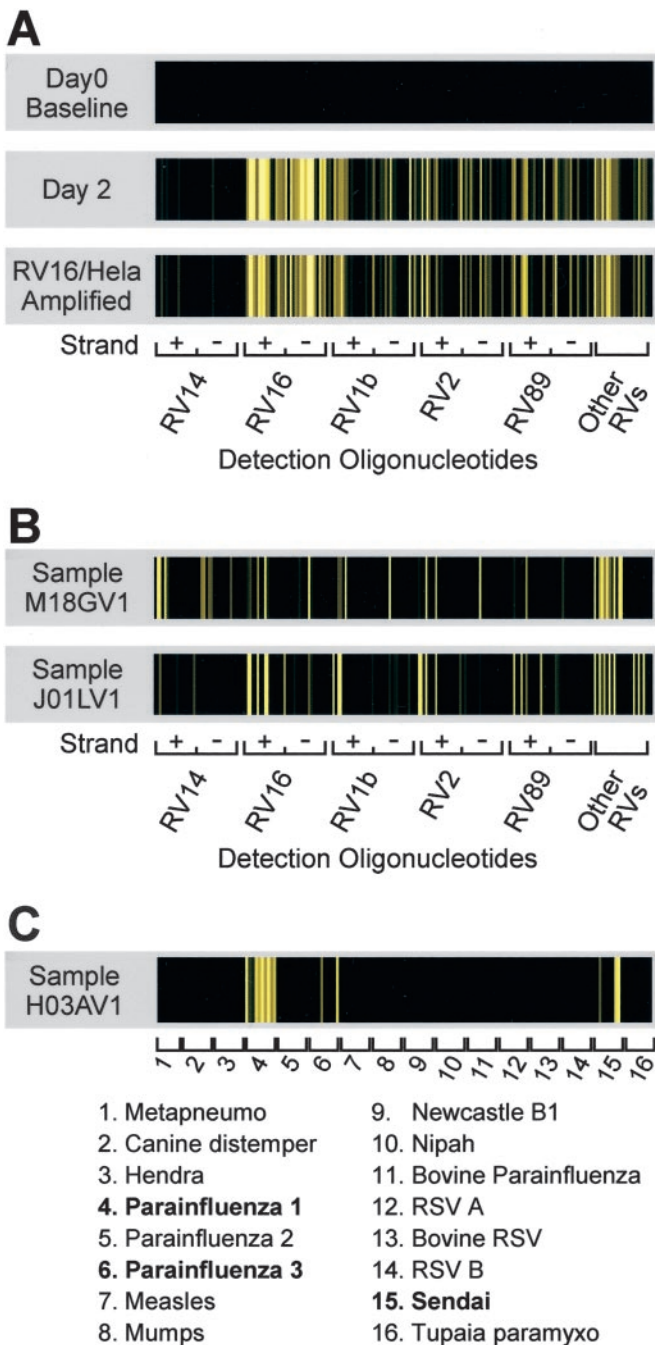 A
Day0
Baseline
Day 2
RV16/Hela
Amplified
Strand + - + - + - + - + -
RV14 RV16 RV1b RV2 RV89 Other RVs
Detection Oligonucleotides
B
Sample
M18GV1
Sample
J01LV1
Strand + - + - + - + - + -
RV14 RV16 RV1b RV2 RV89 Other RVs
Detection Oligonucleotides
C
Sample
H03AV1
1 2 3 4 5 6 7 8 9 10 11 12 13 14 15 16
1. Metapneumo
2. Canine distemper
3. Hendra
4. Parainfluenza 1
5. Parainfluenza 2
6. Parainfluenza 3
7. Measles
8. Mumps
9. Newcastle B1
10. Nipah
11. Bovine Parainfluenza
12. RSV A
13. Bovine RSV
14. RSV B
15. Sendai
16. Tupaia paramyxo